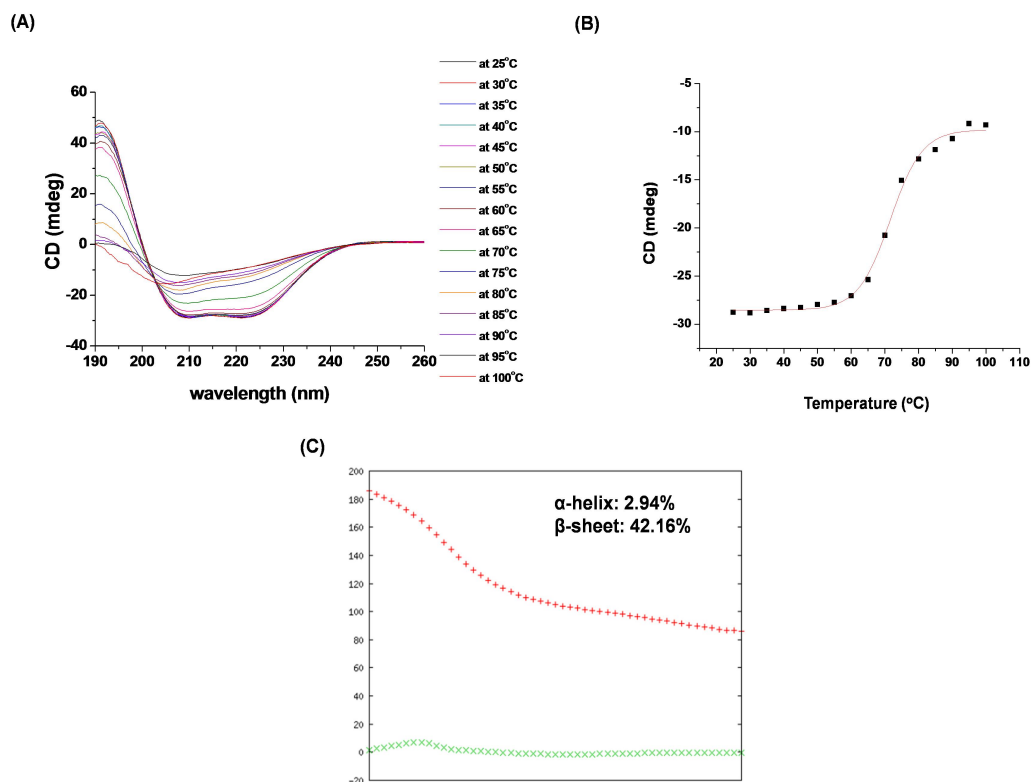 (A)
60
40
20
0
-20
-40
CD (mdeg)
190 200 210 220 230 240 250 260
wavelength (nm)
at 25°C
at 30°C
at 35°C
at 40°C
at 45°C
at 50°C
at 55°C
at 60°C
at 65°C
at 70°C
at 75°C
at 80°C
at 85°C
at 90°C
at 95°C
at 100°C
(B)
-5
-10
-15
-20
-25
-30
CD (mdeg)
20 30 40 50 60 70 80 90 100 110
Temperature (°C)
(C)
200
180
160
140
120
100
80
60
40
20
0
-20
α-helix: 2.94%
β-sheet: 42.16%